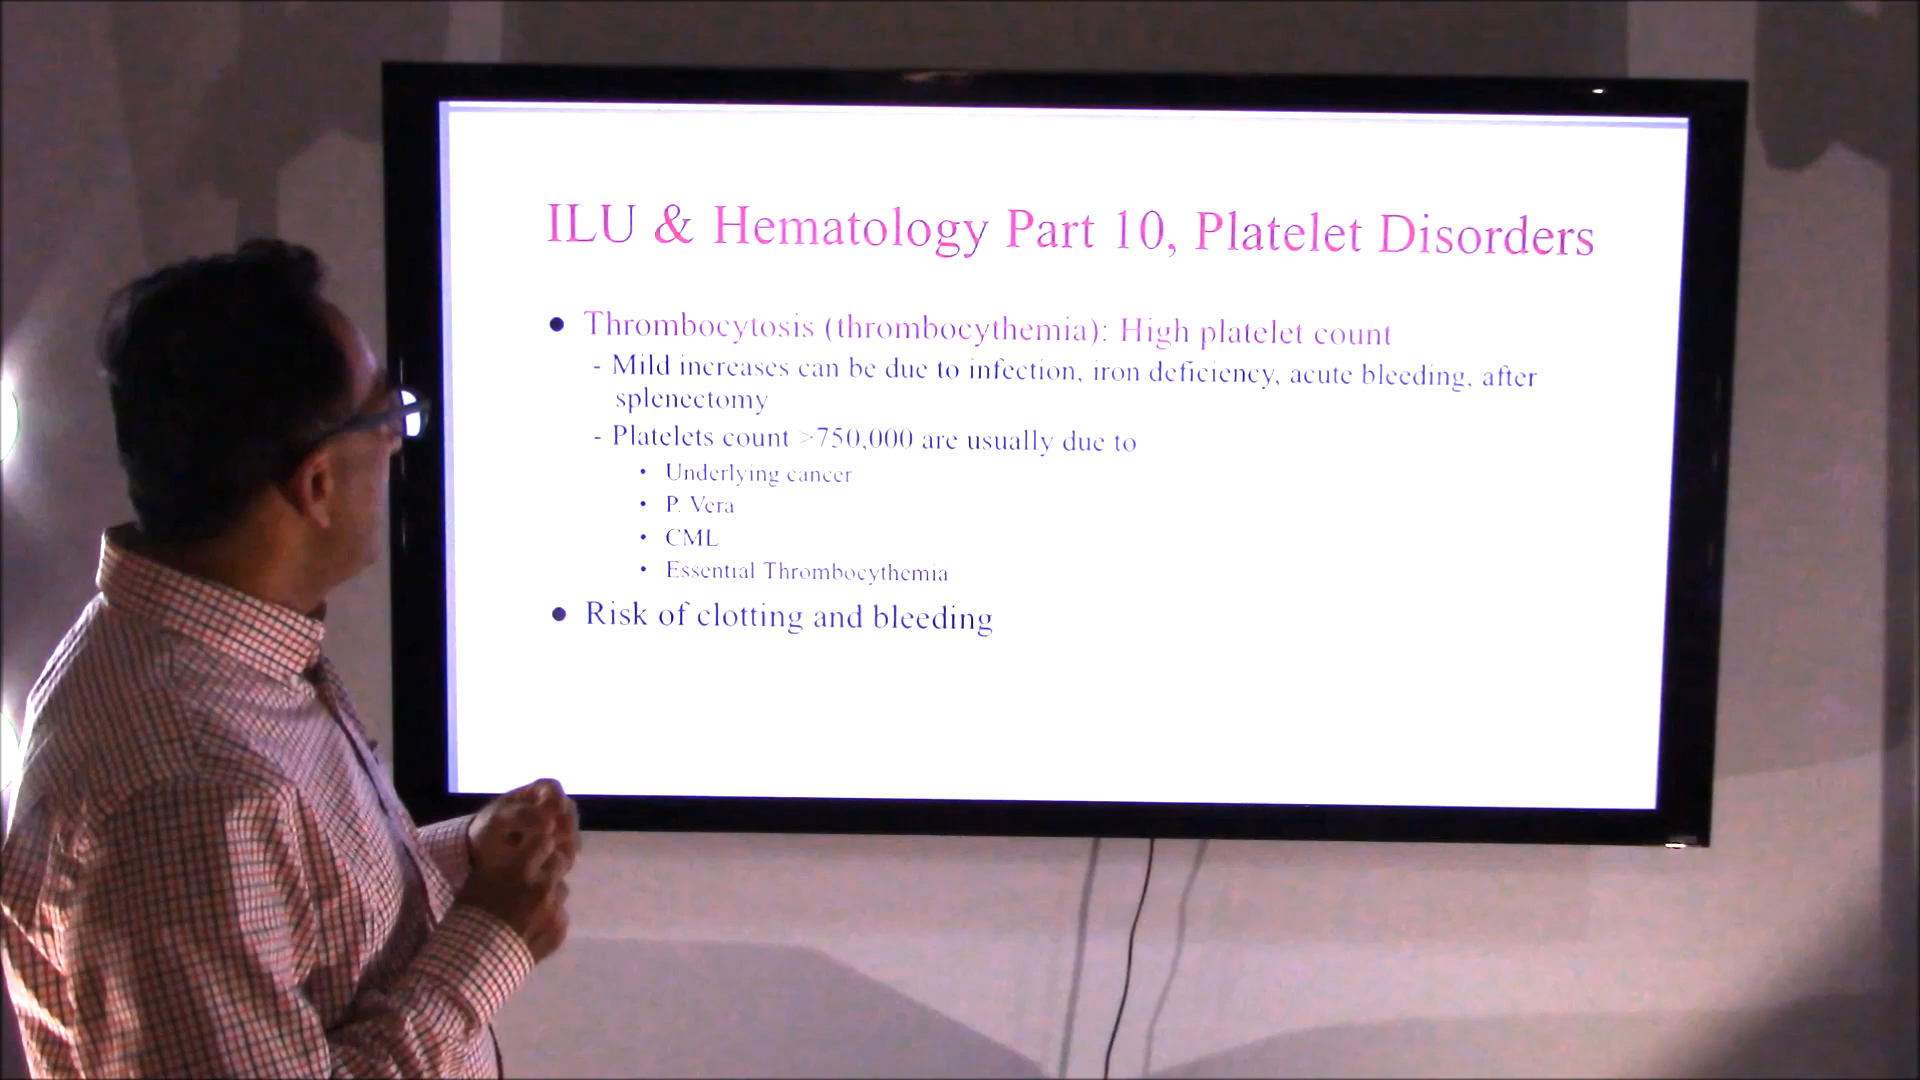 ILU & Hematology Part 10, Platelet Disorders
• Thrombocytosis (thrombocythemia): High platelet count
- Mild increases can be due to infection, iron deficiency, acute bleeding, after
splenectomy
- Platelets count >750,000 are usually due to
• Underlying cancer
• P. Vera
• CML
• Essential Thrombocythemia
• Risk of clotting and bleeding